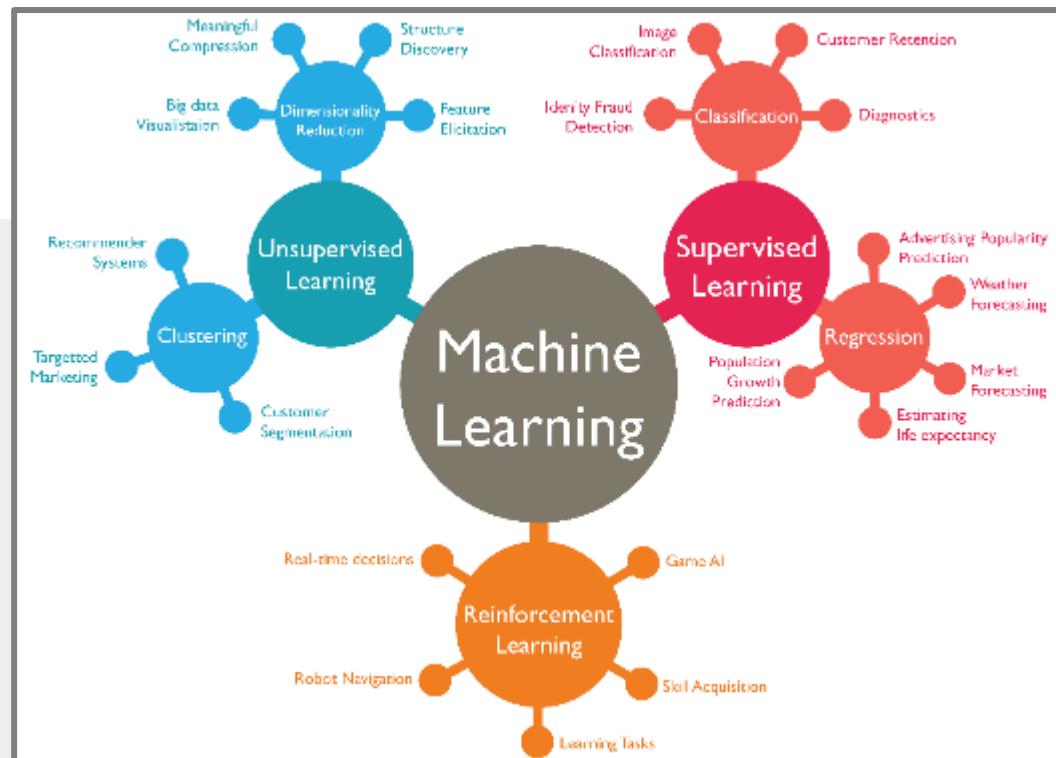 Meaningful
Compression
Structure
Discovery
Big data
Visualistaion
Dimensionality
Reduction
Feature
Elicitation
Image
Classification
Customer Retention
Idenity Fraud
Detection
Classification
Diagnostics
Recommender
Systems
Unsupervised
Learning
Clustering
Targetted
Marketing
Customer
Segmentation
Machine
Learning
Supervised
Learning
Advertising Popularity
Prediction
Weather
Forecasting
Regression
Population
Growth
Prediction
Market
Forecasting
Estimating
life expectancy
Real-time decisions
Game AI
Reinforcement
Learning
Robot Navigation
Skill Acquisition
Learning Tasks